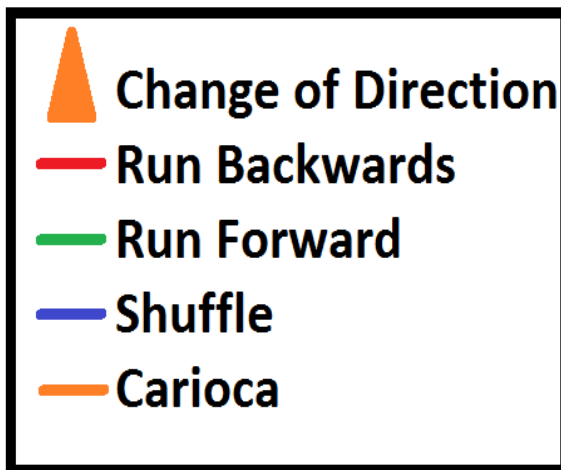 Change of Direction
Run Backwards
Run Forward
Shuffle
Carioca